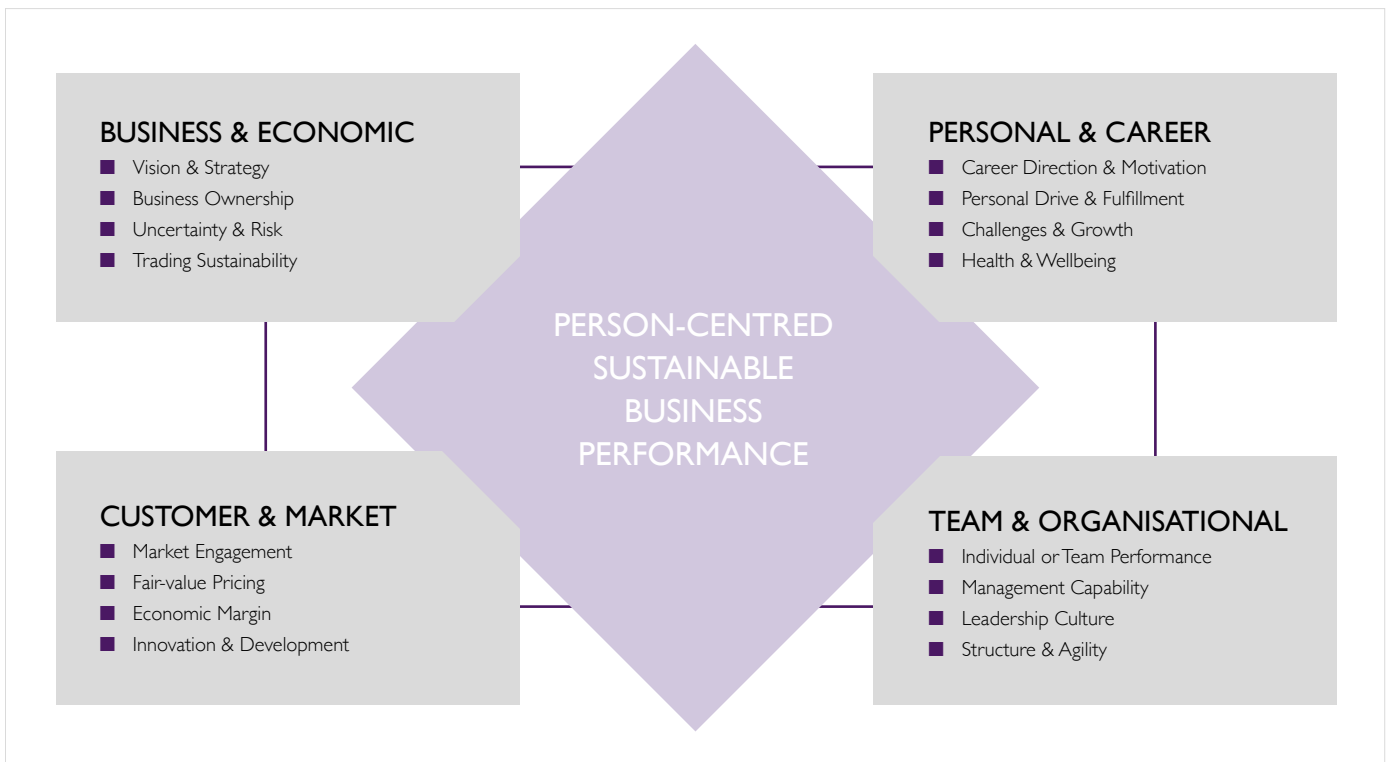 BUSINESS & ECONOMIC
Vision & Strategy
Business Ownership
Uncertainty & Risk
Trading Sustainability
PERSONAL & CAREER
Career Direction & Motivation
Personal Drive & Fulfillment
Challenges & Growth
Health & Wellbeing
PERSON-CENTRED
SUSTAINABLE
BUSINESS
PERFORMANCE
CUSTOMER & MARKET
Market Engagement
Fair-value Pricing
Economic Margin
Innovation & Development
TEAM & ORGANISATIONAL
Individual or Team Performance
Management Capability
Leadership Culture
Structure & Agility